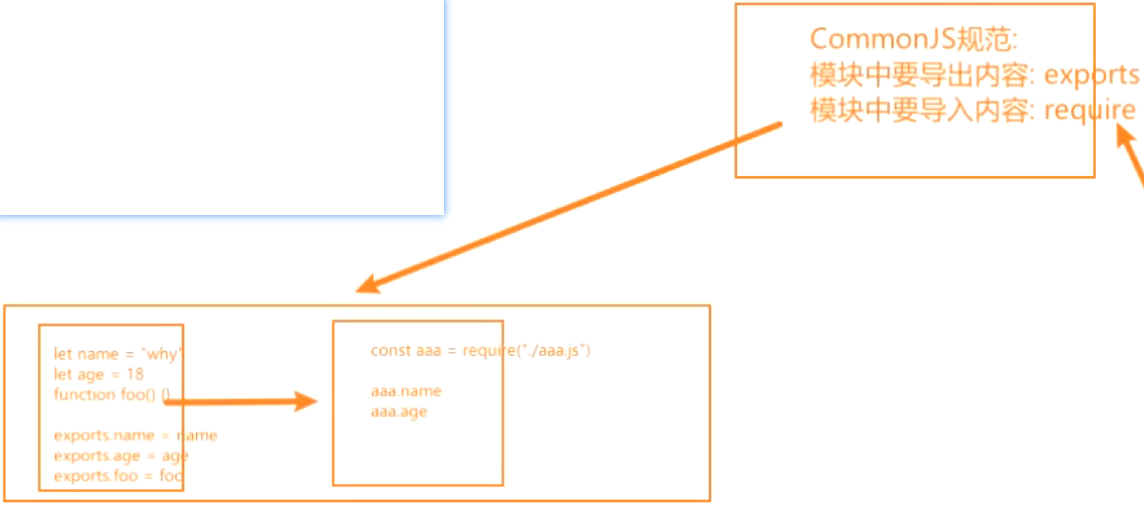 CommonJS规范:
模块中要导出内容: exports
模块中要导入内容: require
let name = "why"
let age = 18
function foo() {}
exports.name = name
exports.age = age
exports.foo = foo
const aaa = require("./aaa.js")
aaa.name
aaa.age